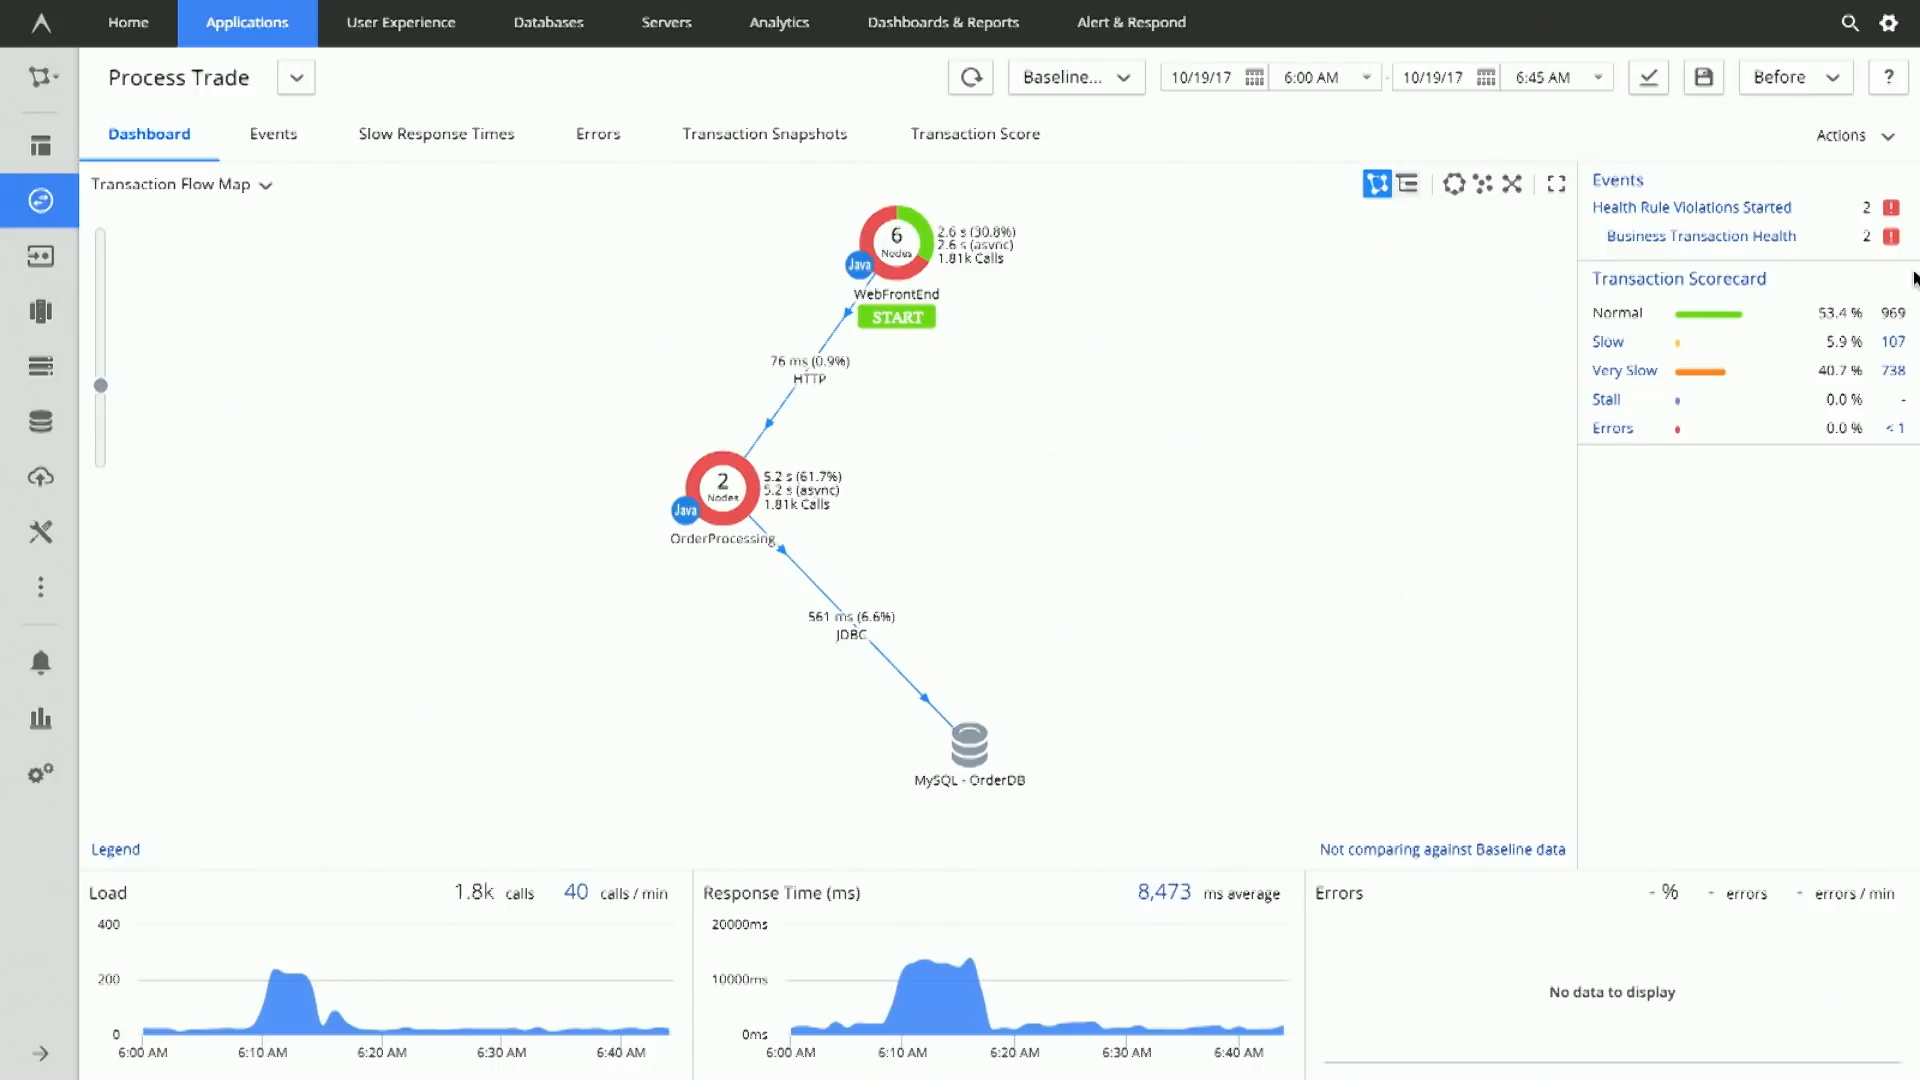 Home Applications User Experience Databases Servers Analytics Dashboards & Reports Alert & Respond
Process Trade Baseline... 10/19/17 6:00 AM - 10/19/17 6:45 AM Before ?
Dashboard Events Slow Response Times Errors Transaction Snapshots Transaction Score Actions
Transaction Flow Map
6
Nodes
Java
2.6 s (30.8%)
2.6 s (async)
1.81k Calls
WebFrontEnd
START
76 ms (0.9%)
HTTP
2
Nodes
Java
5.2 s (61.7%)
5.2 s (async)
1.81k Calls
OrderProcessing
561 ms (6.6%)
JDBC
MySQL - OrderDB
Legend
Not comparing against Baseline data
Events
Health Rule Violations Started 2 !
Business Transaction Health 2 !
Transaction Scorecard
Normal 53.4 % 969
Slow 5.9 % 107
Very Slow 40.7 % 738
Stall 0.0 % -
Errors 0.0 % < 1
Load 1.8k calls 40 calls / min
400
200
0
6:00 AM 6:10 AM 6:20 AM 6:30 AM 6:40 AM
Response Time (ms) 8,473 ms average
20000ms
10000ms
0ms
6:00 AM 6:10 AM 6:20 AM 6:30 AM 6:40 AM
Errors - % - errors - errors / min
No data to display